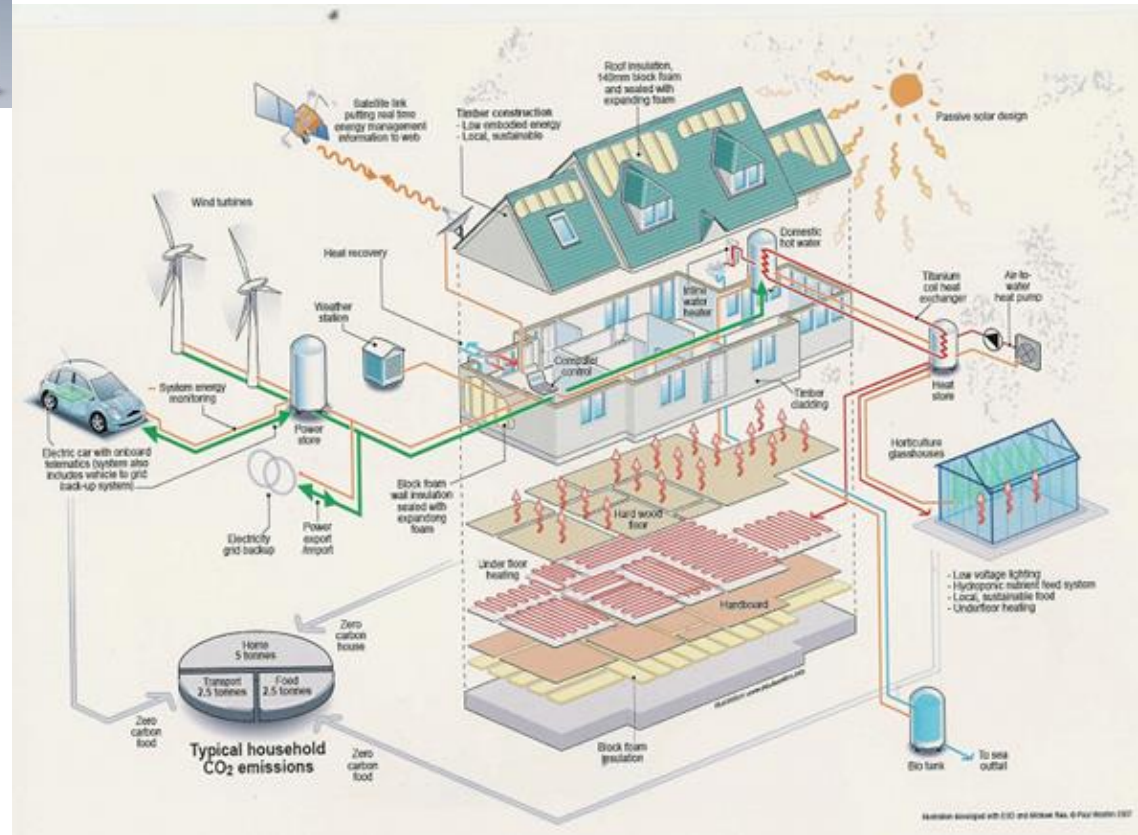 Satellite link
putting real time
energy management
information to web
Timber construction
- Low embodied energy
- Local, sustainable
Roof insulation,
140mm block foam
and sealed with
expanding foam
Passive solar design
Wind turbines
Heat recovery
Weather
station
Domestic
hot water
Inline
water
heater
Titanium
coil heat
exchanger
Air-to-
water
heat pump
Computer
control
Heat
store
Timber
cladding
System energy
monitoring
Power
store
Electric car with onboard
telematics (system also
includes vehicle to grid
back-up system)
Horticulture
glasshouses
Block foam
wall insulation
sealed with
expandong
foam
Electricity
grid backup
Power
export
/import
Hard wood
floor
Under floor
heating
Hardboard
- Low voltage lighting
- Hydroponic nutrient feed system
- Local, sustainable food
- Underfloor heating
Zero
carbon
house
Home
5 tonnes
Transport
2.5 tonnes
Food
2.5 tonnes
Zero
carbon
food
Typical household
CO2 emissions
Zero
carbon
food
Block foam
insulation
Bio tank
To sea
outfall